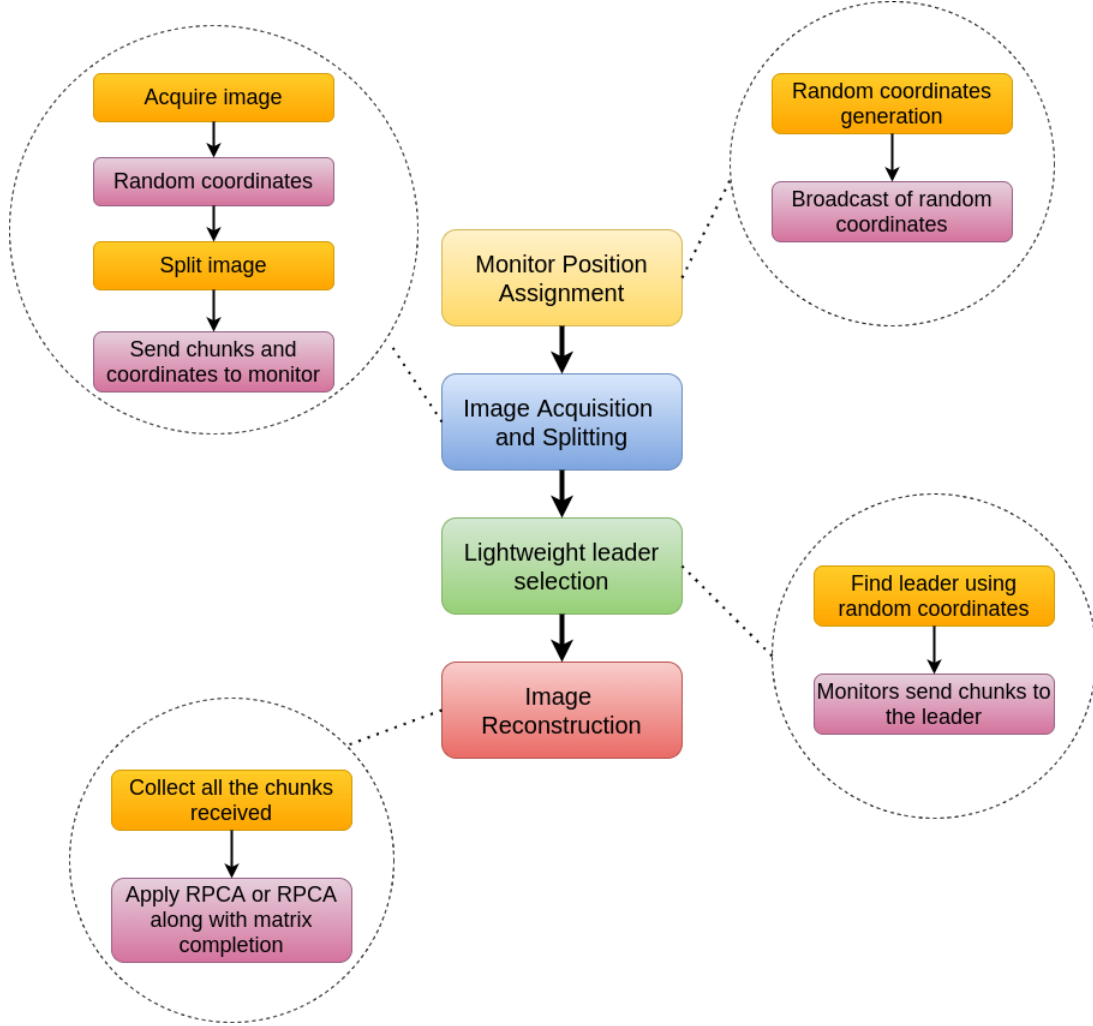 Acquire image
Random coordinates
Split image
Send chunks and
coordinates to monitor
Random coordinates
generation
Broadcast of random
coordinates
Monitor Position
Assignment
Image Acquisition
and Splitting
Lightweight leader
selection
Image
Reconstruction
Find leader using
random coordinates
Monitors send chunks to
the leader
Collect all the chunks
received
Apply RPCA or RPCA
along with matrix
completion